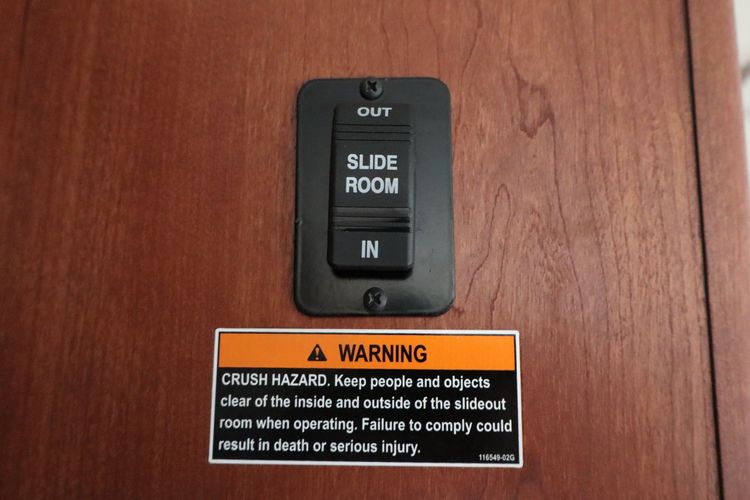 OUT
SLIDE
ROOM
IN
WARNING
CRUSH HAZARD. Keep people and objects
clear of the inside and outside of the slideout
room when operating. Failure to comply could
result in death or serious injury.
116549-02G